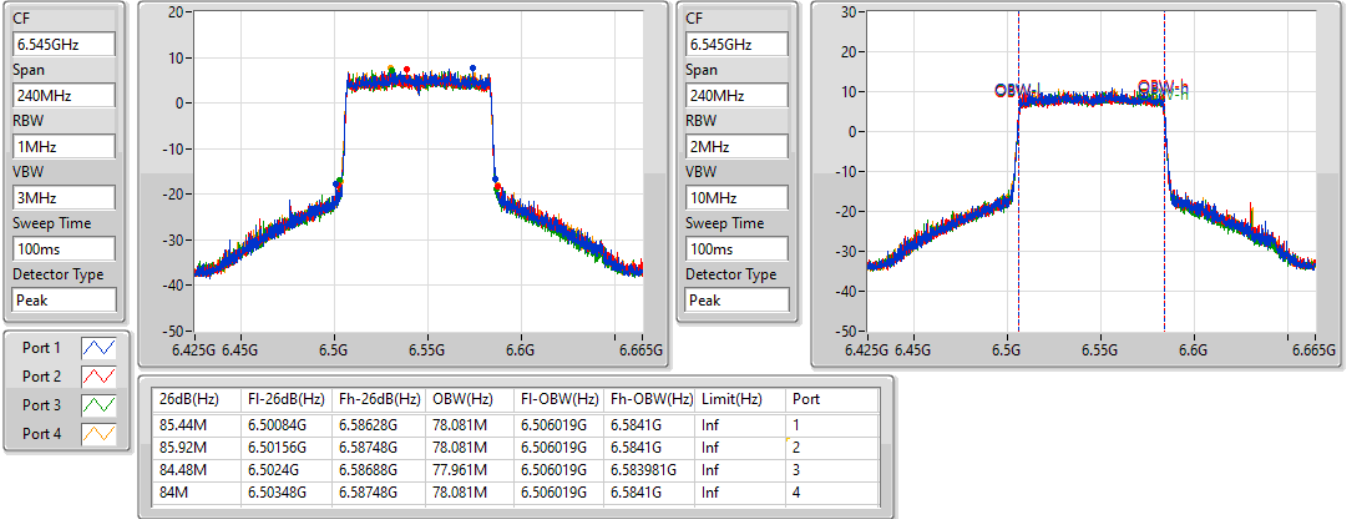 CF
6.545GHz
Span
240MHz
RBW
1MHz
VBW
3MHz
Sweep Time
100ms
Detector Type
Peak
20
10
0
-10
-20
-30
-40
-50
6.425G 6.45G 6.5G 6.55G 6.6G 6.665G
CF
6.545GHz
Span
240MHz
RBW
2MHz
VBW
10MHz
Sweep Time
100ms
Detector Type
Peak
30
20
10
0
-10
-20
-30
-40
-50
OBW-l OBW-h
6.425G 6.45G 6.5G 6.55G 6.6G 6.665G
Port 1
Port 2
Port 3
Port 4
26dB(Hz) Fl-26dB(Hz) Fh-26dB(Hz) OBW(Hz) Fl-OBW(Hz) Fh-OBW(Hz) Limit(Hz) Port
85.44M 6.50084G 6.58628G 78.081M 6.506019G 6.5841G Inf 1
85.92M 6.50156G 6.58748G 78.081M 6.506019G 6.5841G Inf 2
84.48M 6.5024G 6.58688G 77.961M 6.506019G 6.583981G Inf 3
84M 6.50348G 6.58748G 78.081M 6.506019G 6.5841G Inf 4